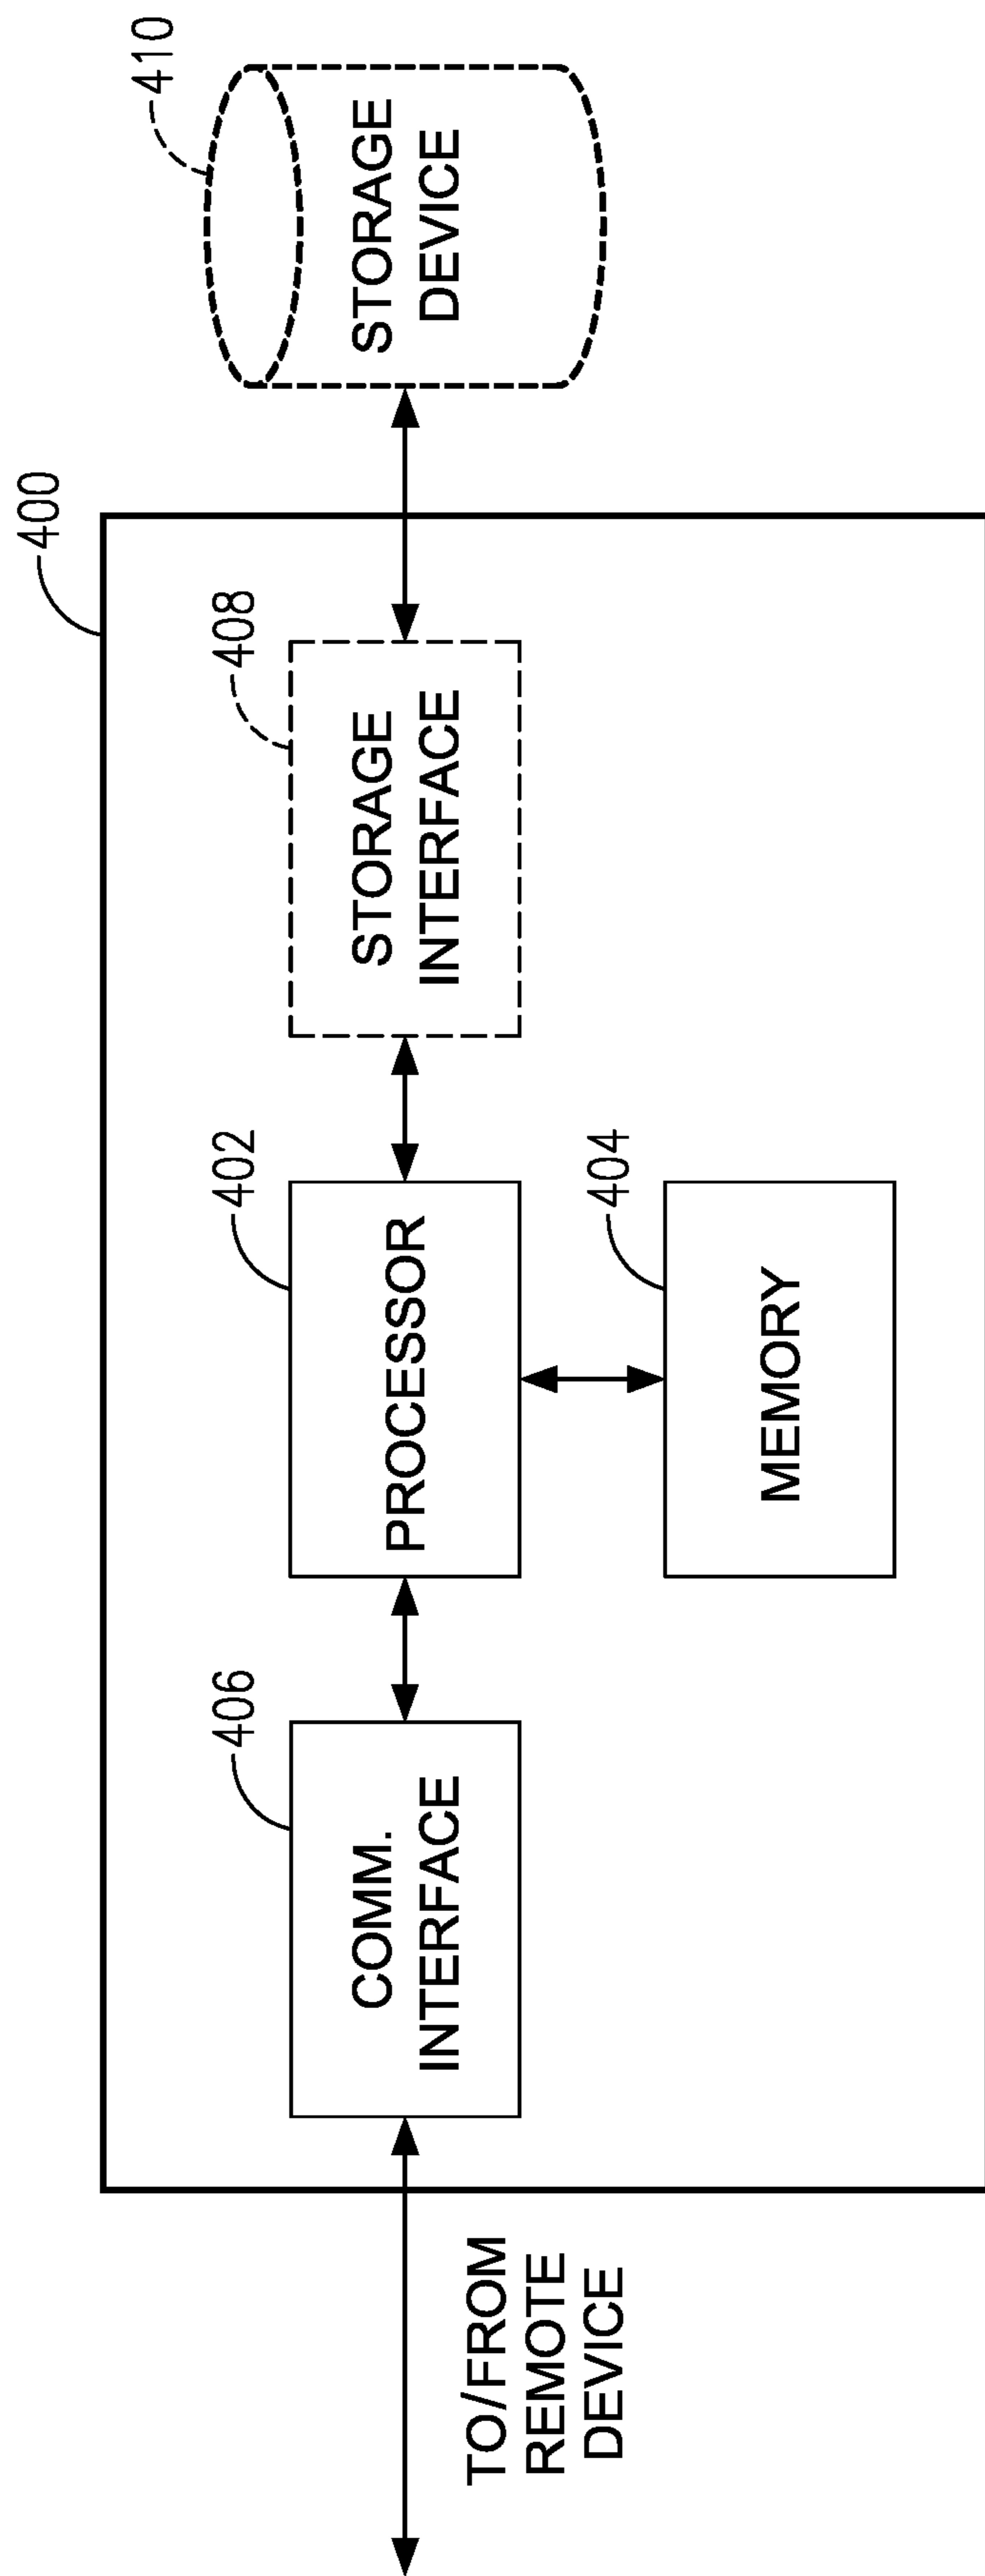 400
410
406
402
408
COMM.
INTERFACE
PROCESSOR
STORAGE
INTERFACE
STORAGE
DEVICE
TO/FROM
REMOTE
DEVICE
404
MEMORY